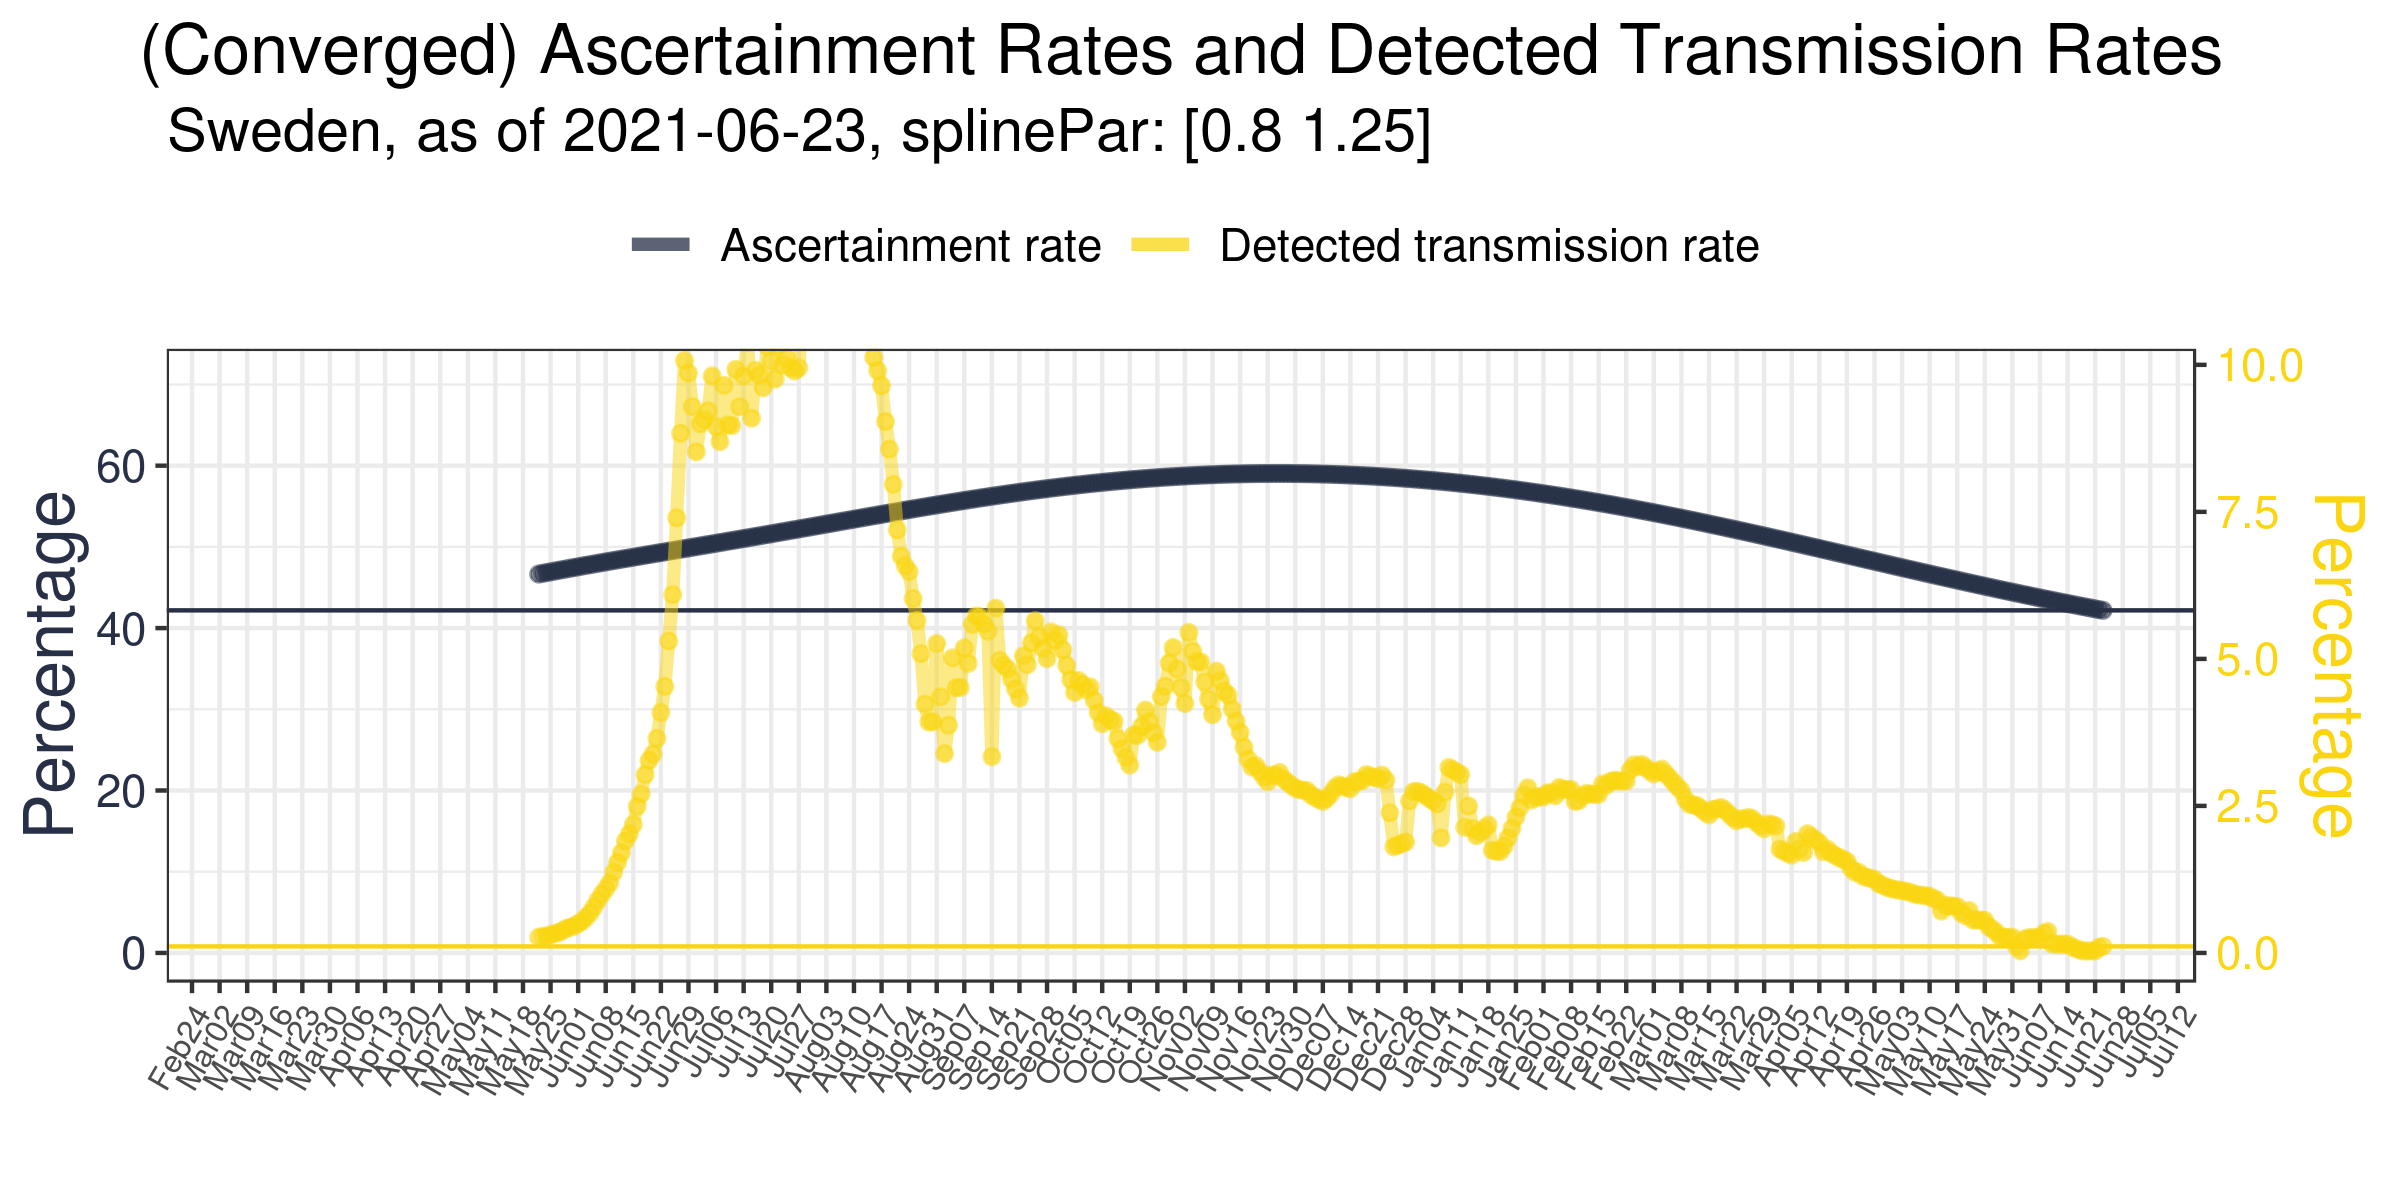 (Converged) Ascertainment Rates and Detected Transmission Rates
Sweden, as of 2021-06-23, splinePar: [0.8 1.25]
Ascertainment rate
Detected transmission rate
Percentage
60
40
20
0
10.0
7.5
5.0
2.5
0.0
Percentage
Feb24
Mar02
Mar09
Mar16
Mar23
Mar30
Apr06
Apr13
Apr20
Apr27
May04
May11
May18
May25
Jun01
Jun08
Jun15
Jun22
Jun29
Jul06
Jul13
Jul20
Jul27
Aug03
Aug10
Aug17
Aug24
Aug31
Sep07
Sep14
Sep21
Sep28
Oct05
Oct12
Oct19
Oct26
Nov02
Nov09
Nov16
Nov23
Nov30
Dec07
Dec14
Dec21
Dec28
Jan04
Jan11
Jan18
Jan25
Feb01
Feb08
Feb15
Feb22
Mar01
Mar08
Mar15
Mar22
Mar29
Apr05
Apr12
Apr19
Apr26
May03
May10
May17
May24
May31
Jun07
Jun14
Jun21
Jun28
Jul05
Jul12